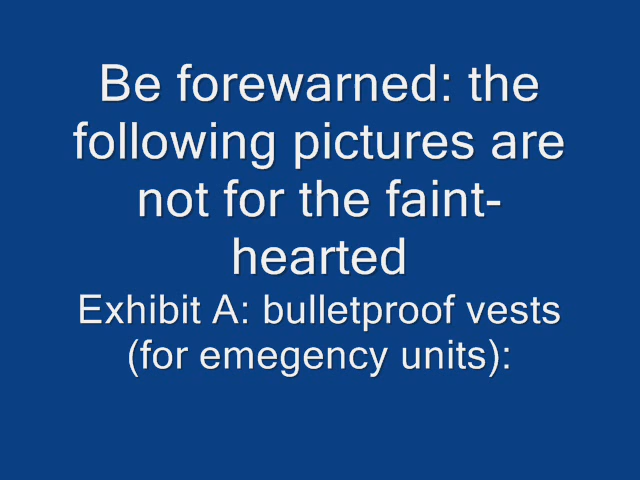 Be forewarned: the
following pictures are
not for the faint-
hearted
Exhibit A: bulletproof vests
(for emegency units):